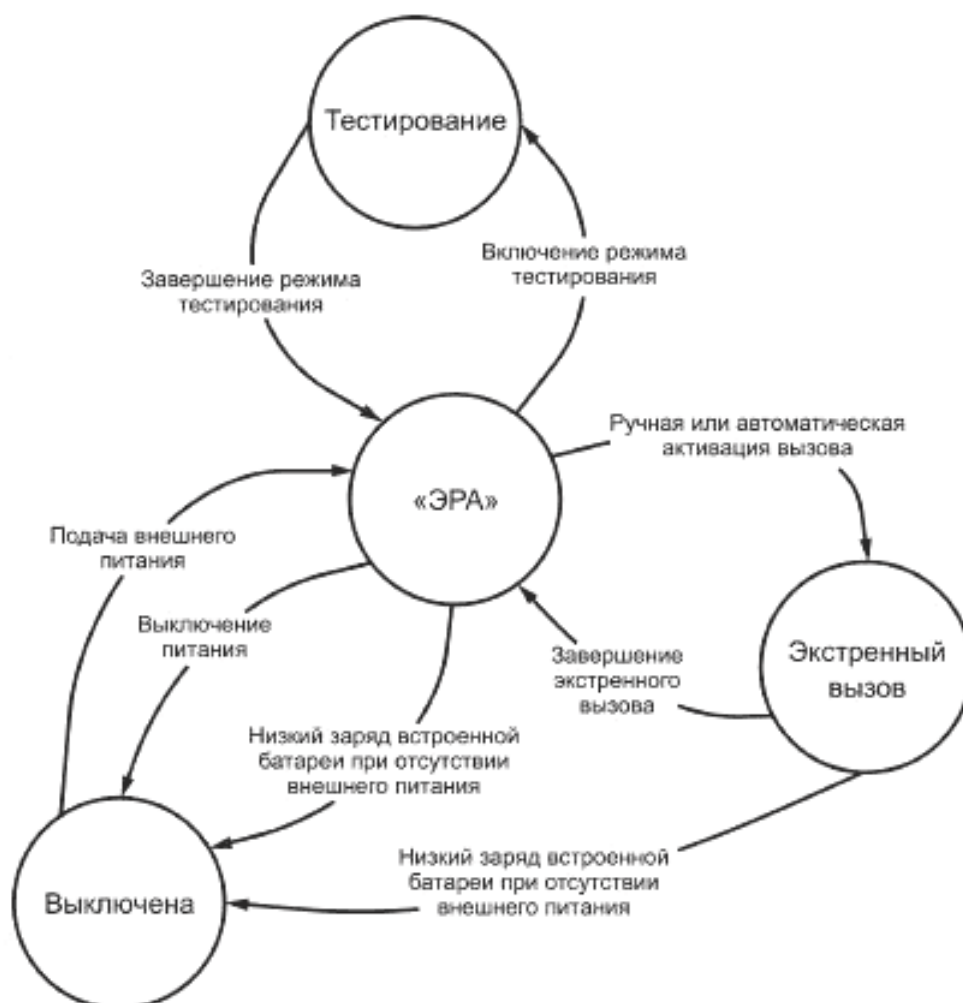 Тестирование
Включение режима
тестирования
Завершение режима
тестирования
Ручная или автоматическая
активация вызова
«ЭРА»
Подача внешнего
питания
Выключение
питания
Завершение
экстренного
вызова
Экстренный
вызов
Низкий заряд встроенной
батареи при отсутствии
внешнего питания
Низкий заряд встроенной
батареи при отсутствии
внешнего питания
Выключена